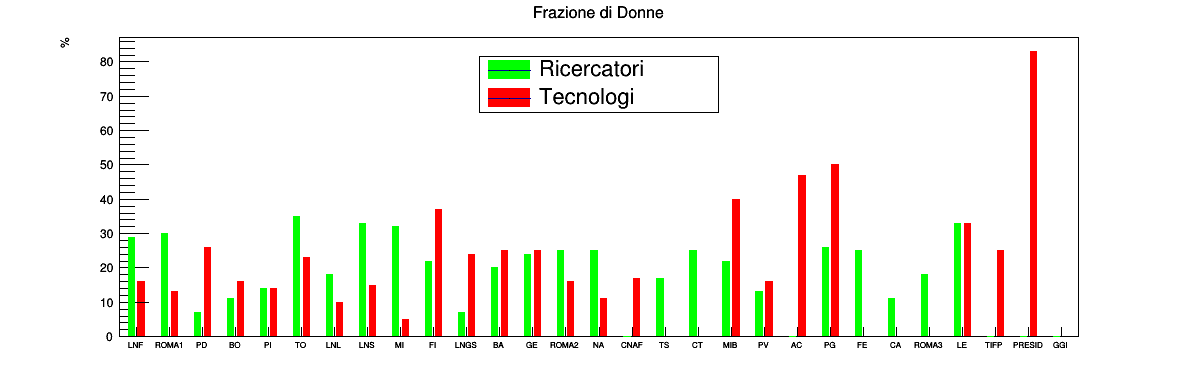 Frazione di Donne
%
Ricercatori
Tecnologi
80
70
60
50
40
30
20
10
0
LNF ROMA1 PD BO PI TO LNL LNS MI FI LNGS BA GE ROMA2 NA CNAF TS CT MIB PV AC PG FE CA ROMA3 LE TIFP PRESID GGI